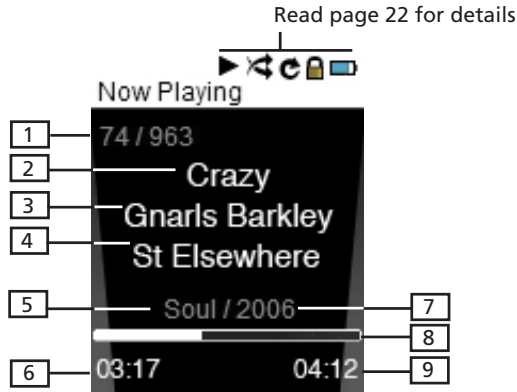 Read page 22 for details
Now Playing
1
74 / 963
2
Crazy
3
Gnarls Barkley
4
St Elsewhere
5
Soul / 2006
7
8
6
03:17
04:12
9